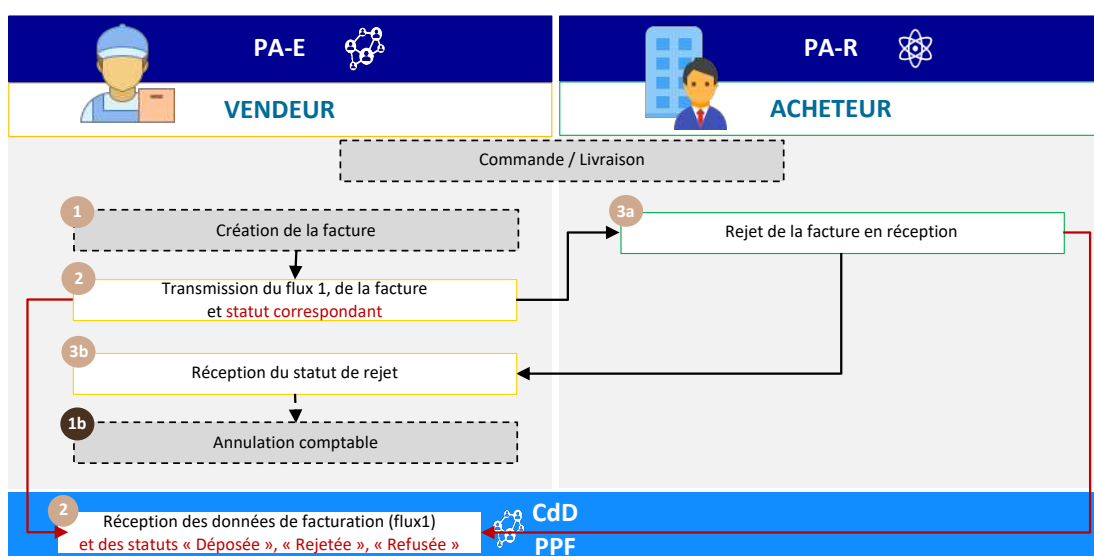 PA-E
PA-R
VENDEUR
ACHETEUR
Commande / Livraison
1
Création de la facture
3a
Rejet de la facture en réception
2
Transmission du flux 1, de la facture
et statut correspondant
3b
Réception du statut de rejet
1b
Annulation comptable
2
Réception des données de facturation (flux1)
et des statuts « Déposée », « Rejetée », « Refusée »
CdD
PPF